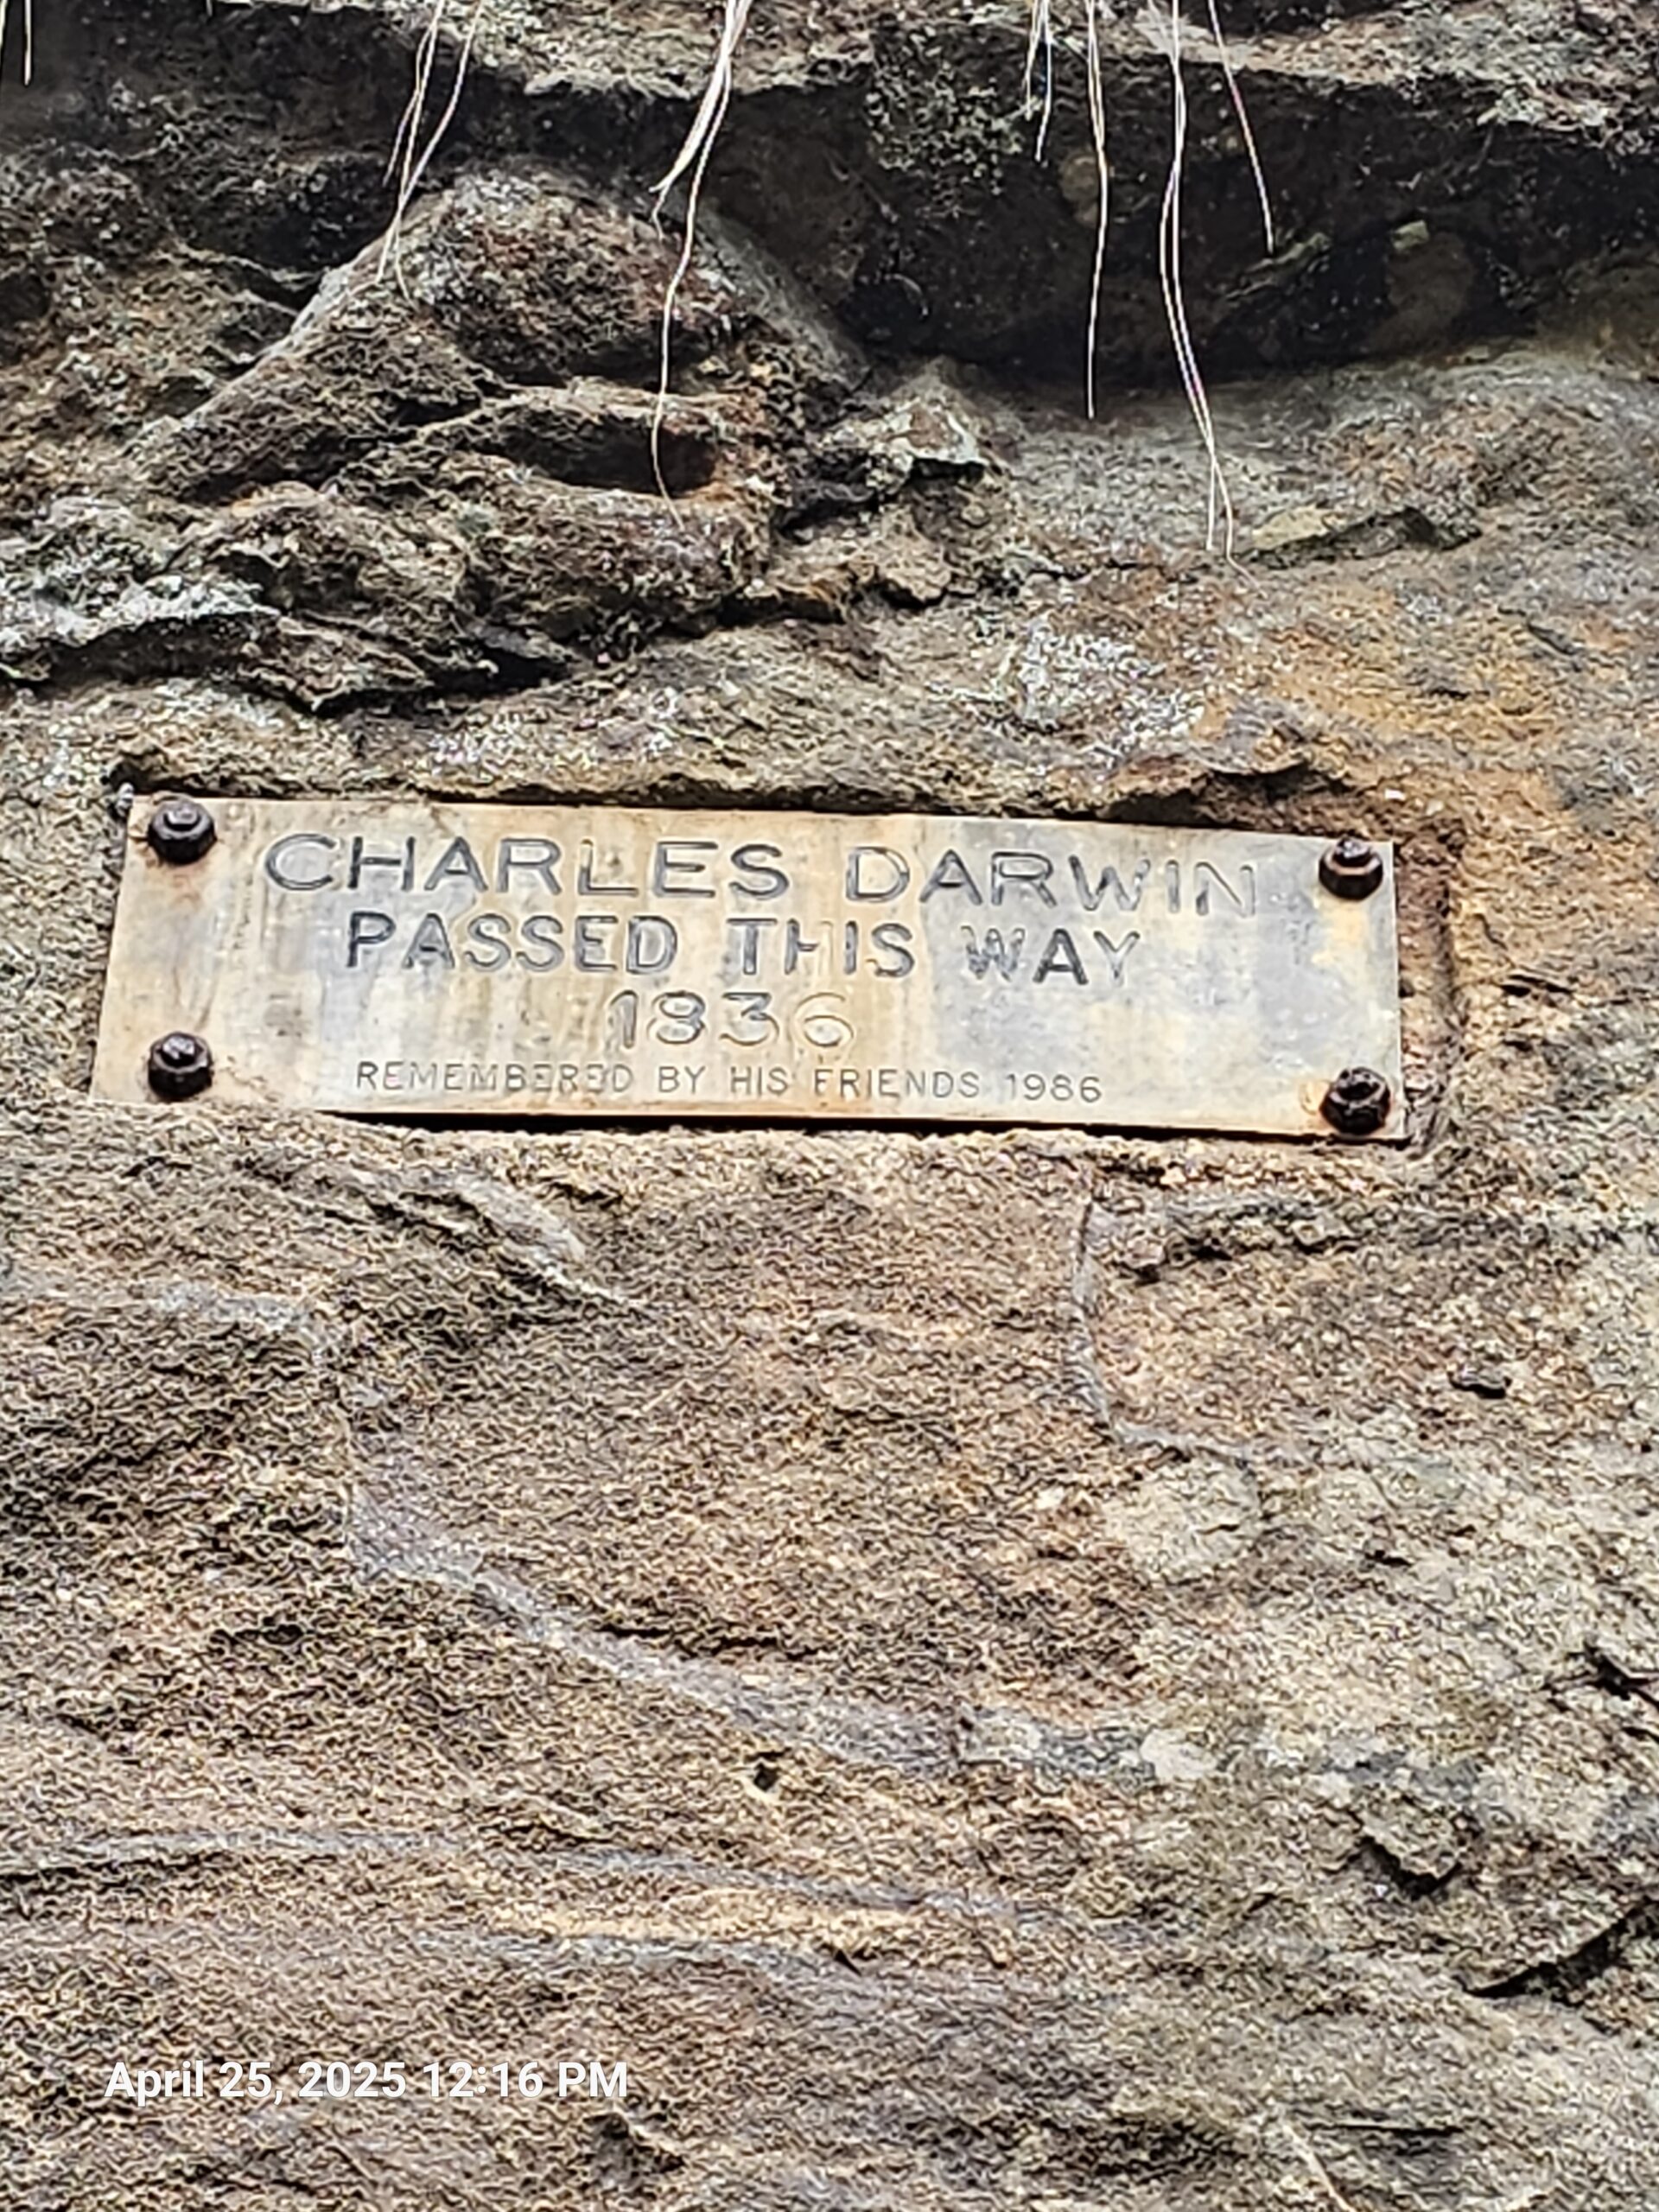 CHARLES DARWIN
PASSED THIS WAY
1836
REMEMBERED BY HIS FRIENDS 1986
April 25, 2025 12:16 PM